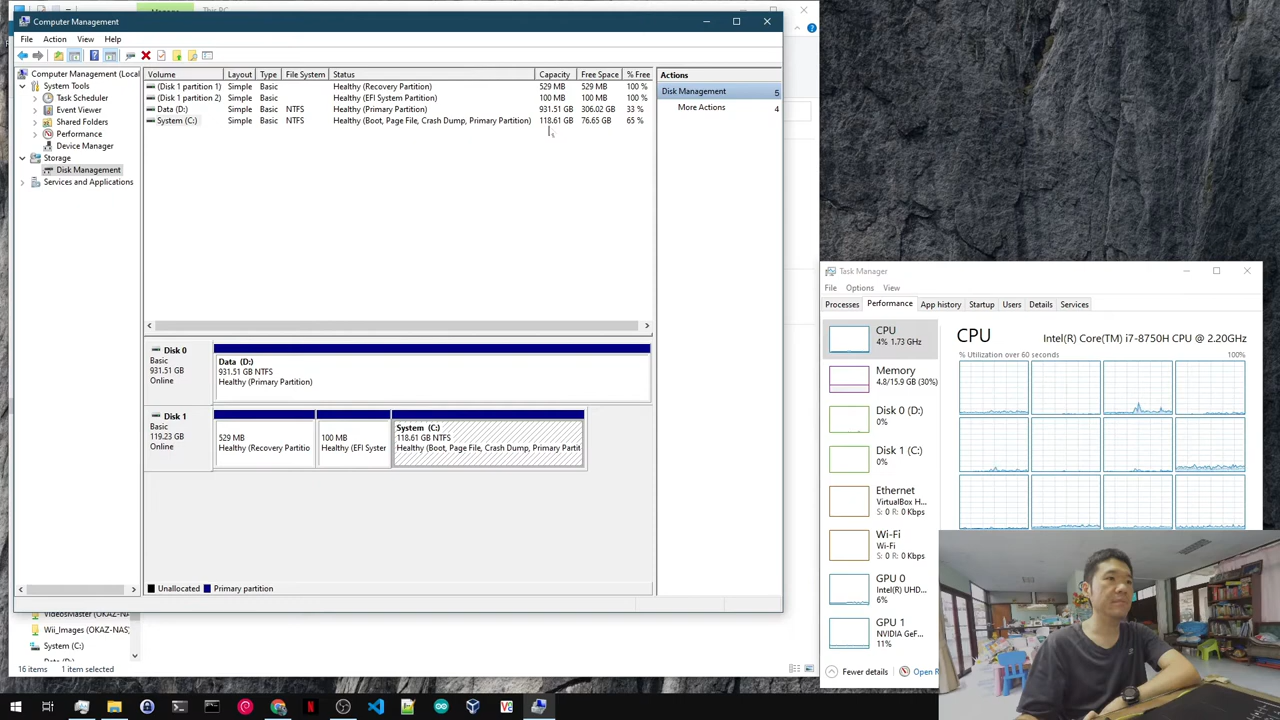 This PC
Computer Management
File Action View Help
Computer Management (Local
System Tools
Task Scheduler
Event Viewer
Shared Folders
Performance
Device Manager
Storage
Disk Management
Services and Applications
Volume Layout Type File System Status Capacity Free Space % Free
(Disk 1 partition 1) Simple Basic Healthy (Recovery Partition) 529 MB 529 MB 100 %
(Disk 1 partition 2) Simple Basic Healthy (EFI System Partition) 100 MB 100 MB 100 %
Data (D:) Simple Basic NTFS Healthy (Primary Partition) 931.51 GB 306.02 GB 33 %
System (C:) Simple Basic NTFS Healthy (Boot, Page File, Crash Dump, Primary Partition) 118.61 GB 76.65 GB 65 %
Actions
Disk Management
More Actions
Disk 0
Basic
931.51 GB
Online
Data (D:)
931.51 GB NTFS
Healthy (Primary Partition)
Disk 1
Basic
119.23 GB
Online
529 MB
Healthy (Recovery Partitio
100 MB
Healthy (EFI Syster
System (C:)
118.61 GB NTFS
Healthy (Boot, Page File, Crash Dump, Primary Partit
Unallocated Primary partition
Wii_Images (OKAZ-NAS)
System (C:)
16 items 1 item selected
Task Manager
File Options View
Processes Performance App history Startup Users Details Services
CPU
4% 1.73 GHz
Memory
4.8/15.9 GB (30%)
Disk 0 (D:)
0%
Disk 1 (C:)
0%
Ethernet
VirtualBox H...
S: 0 R: 0 Kbps
Wi-Fi
Wi-Fi
S: 0 R: 0 Kbps
GPU 0
Intel(R) UHD...
6%
GPU 1
NVIDIA GeF...
11%
CPU Intel(R) Core(TM) i7-8750H CPU @ 2.20GHz
% Utilization over 60 seconds 100%
Fewer details Open R